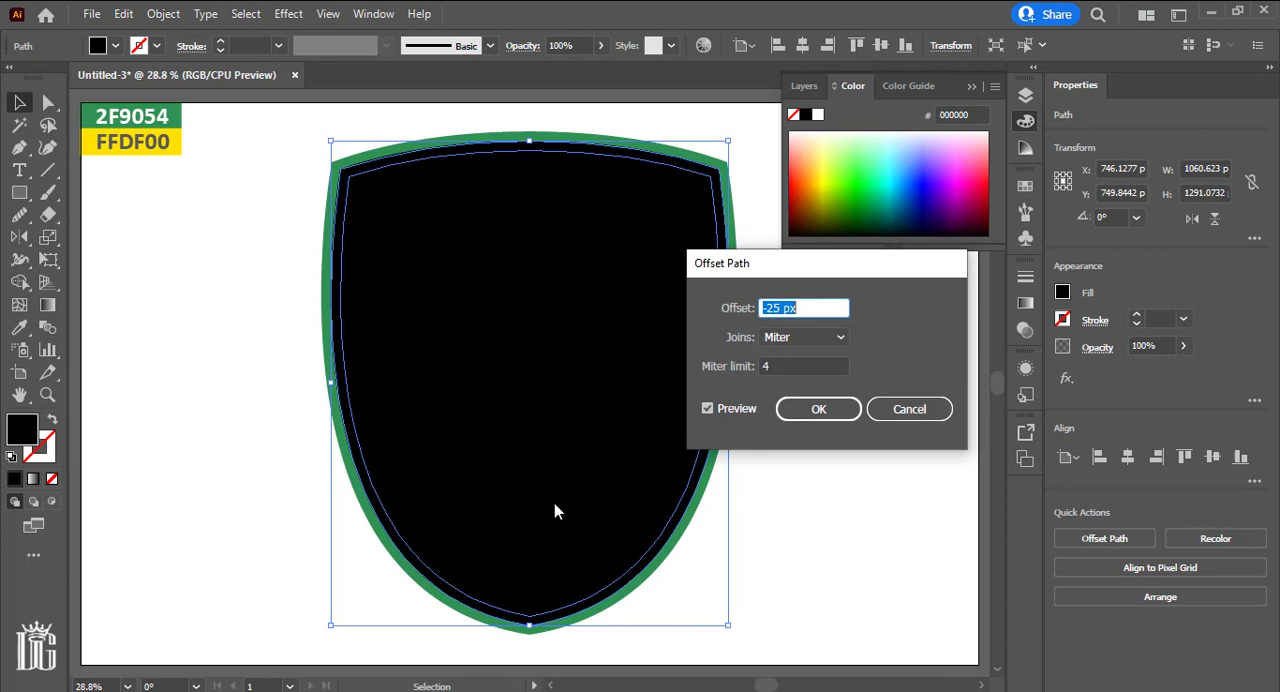 Ai File Edit Object Type Select Effect View Window Help Share
Path Stroke: Basic Opacity: 100% Style: Transform
Untitled-3* @ 28.8 % (RGB/CPU Preview)
Layers Color Color Guide
# 000000
2F9054
FFDF00
Offset Path
Offset: -25 px
Joins: Miter
Miter limit: 4
Preview OK Cancel
Properties
Path
Transform
X: 746.1277 p W: 1060.623 p
Y: 749.8442 p H: 1291.0732
0°
Appearance
Fill
Stroke
Opacity 100%
fx.
Align
Quick Actions
Offset Path Recolor
Align to Pixel Grid
Arrange
DG
28.8% 0° 1 Selection